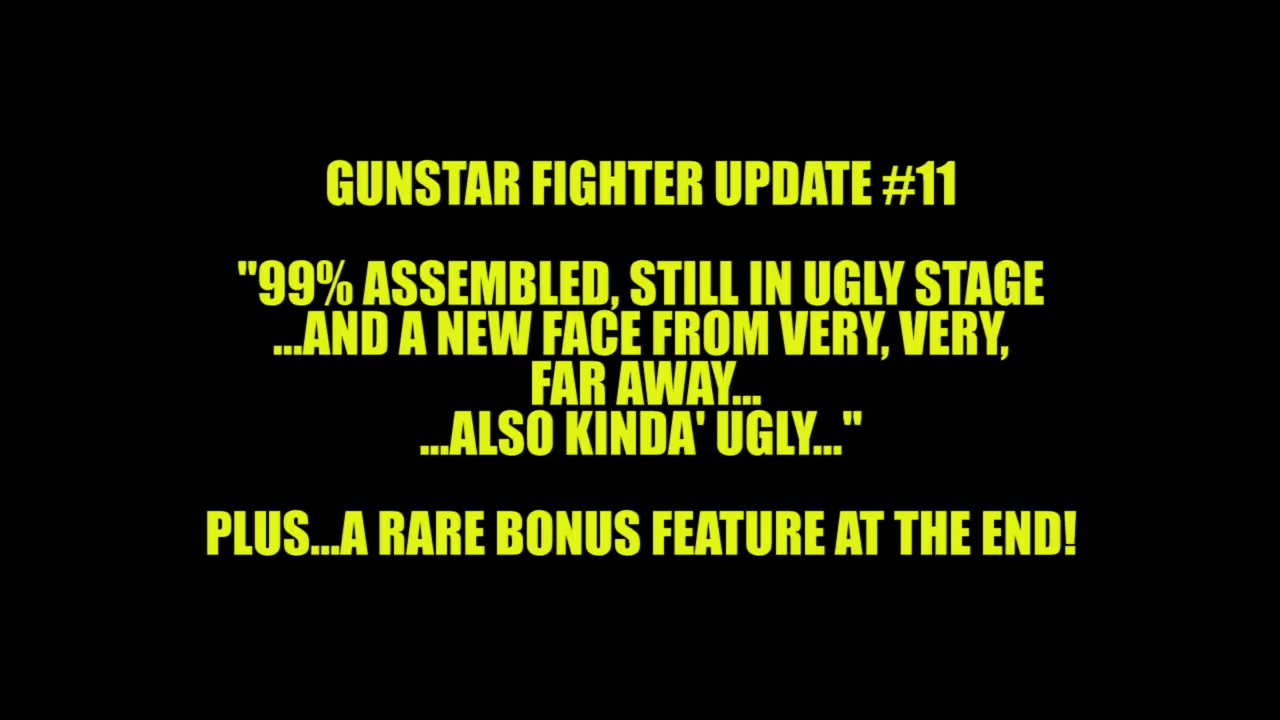 GUNSTAR FIGHTER UPDATE #11
"99% ASSEMBLED, STILL IN UGLY STAGE
...AND A NEW FACE FROM VERY, VERY,
FAR AWAY...
...ALSO KINDA' UGLY..."
PLUS...A RARE BONUS FEATURE AT THE END!